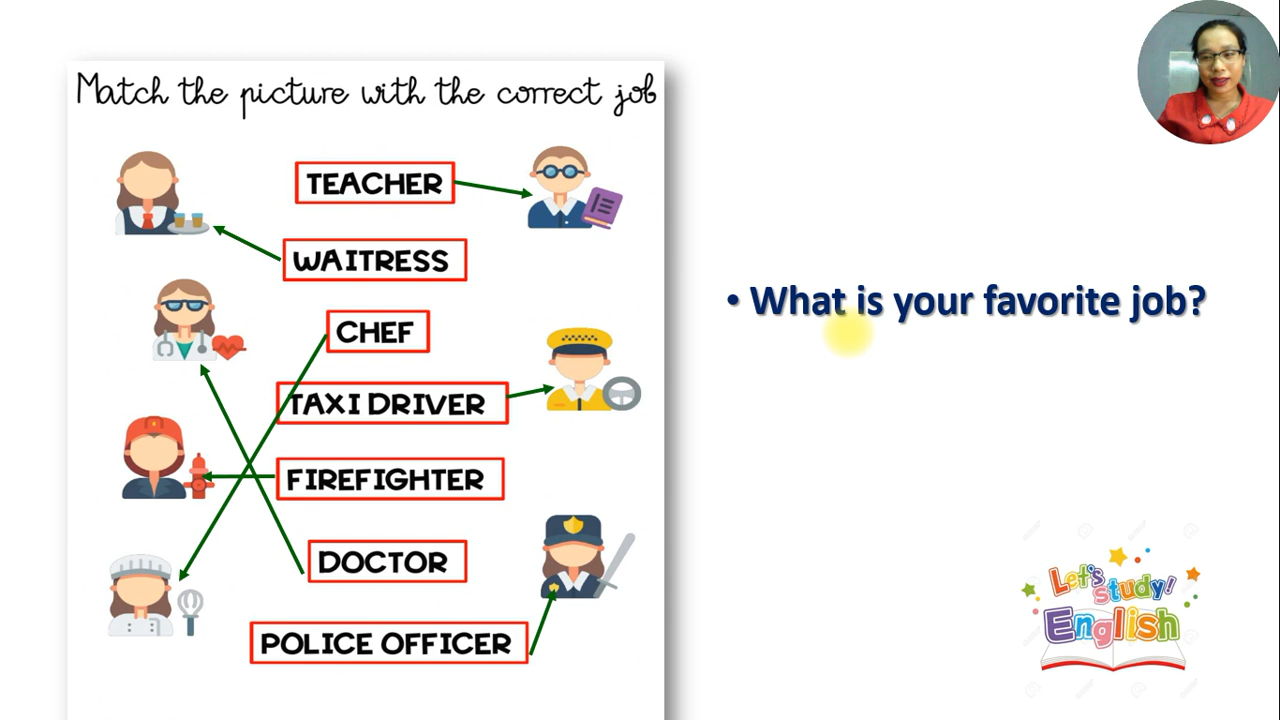 Match the picture with the correct job
TEACHER
WAITRESS
CHEF
TAXI DRIVER
FIREFIGHTER
DOCTOR
POLICE OFFICER
• What is your favorite job?
Let's
study!
English